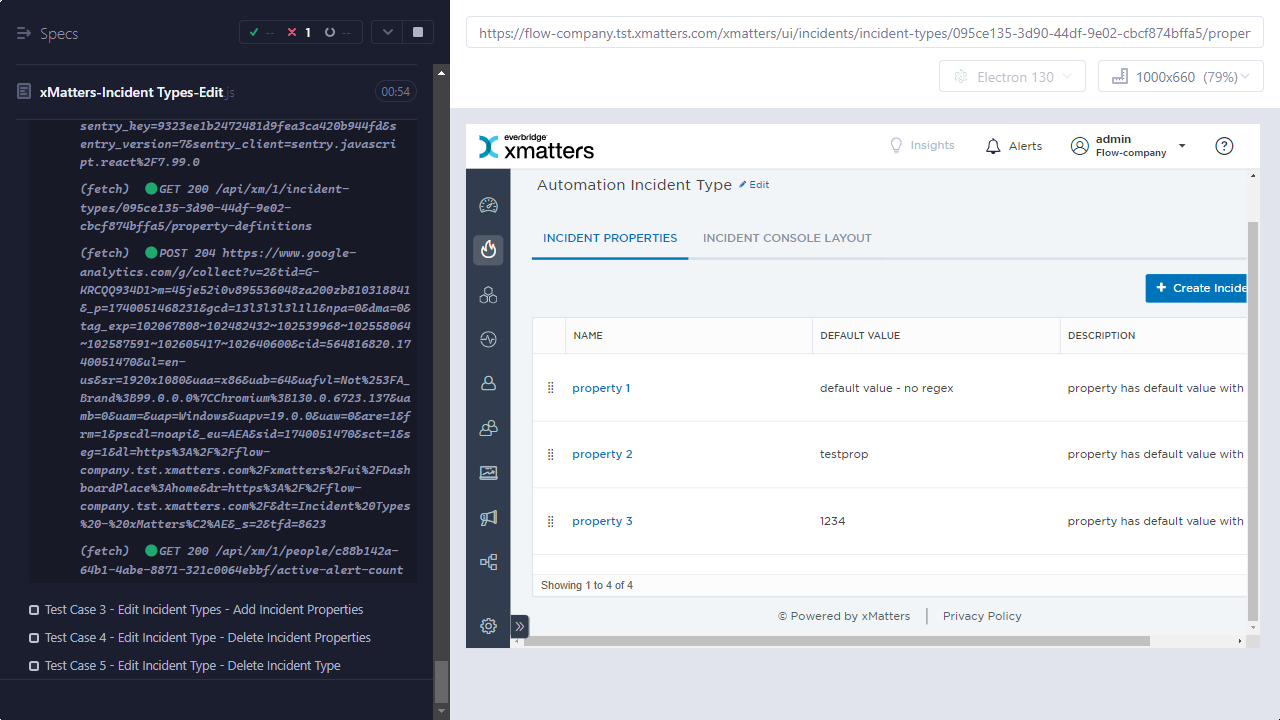 Specs
-- 1 --
xMatters-Incident Types-Edit.js
00:54
sentry_key=9323ee1b2472481d9fea3ca420b944fd&s
entry_version=7&sentry_client=sentry.javascri
pt.react%2F7.99.0
(fetch) GET 200 /api/xm/1/incident-
types/095ce135-3d90-44df-9e02-
cbcf874bffa5/property-definitions
(fetch) POST 204 https://www.google-
analytics.com/g/collect?v=2&tid=G-
KRCQQ934D1>m=45je52i0v895536048za200zb810318841
&_p=1740051468231&gcd=13l3l3l3l1l1&npa=0&dma=0&
tag_exp=102067808~102482432~102539968~102558064
~102587591~102605417~102640600&cid=564816820.17
40051470&ul=en-
us&sr=1920x1080&uaa=x86&uab=64&uafvl=Not%253FA_
Brand%3B99.0.0.0%7CChromium%3B130.0.6723.137&ua
mb=0&uam=&uap=Windows&uapv=19.0.0&uaw=0&are=1&f
rm=1&pscdl=noapi&_eu=AEA&sid=1740051470&sct=1&s
eg=1&dl=https%3A%2F%2Fflow-
company.tst.xmatters.com%2Fxmatters%2Fui%2FDash
boardPlace%3Ahome&dr=https%3A%2F%2Fflow-
company.tst.xmatters.com%2F&dt=Incident%20Types
%20-%20xMatters%C2%AE&_s=2&tfd=8623
(fetch) GET 200 /api/xm/1/people/c88b142a-
64b1-4abe-8871-321c0064ebbf/active-alert-count
Test Case 3 - Edit Incident Types - Add Incident Properties
Test Case 4 - Edit Incident Type - Delete Incident Properties
Test Case 5 - Edit Incident Type - Delete Incident Type
https://flow-company.tst.xmatters.com/xmatters/ui/incidents/incident-types/095ce135-3d90-44df-9e02-cbcf874bffa5/proper
Electron 130
1000x660 (79%)
everbridge
xmatters
Insights
Alerts
admin
Flow-company
Automation Incident Type Edit
INCIDENT PROPERTIES INCIDENT CONSOLE LAYOUT
+ Create Incide
NAME DEFAULT VALUE DESCRIPTION
property 1 default value - no regex property has default value with
property 2 testprop property has default value with
property 3 1234 property has default value with
Showing 1 to 4 of 4
© Powered by xMatters | Privacy Policy